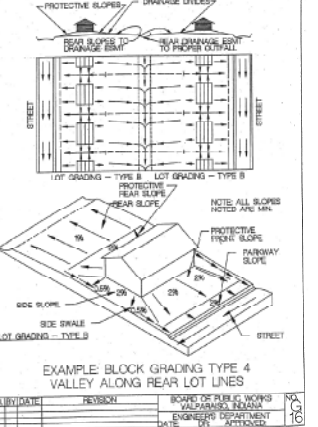 PROTECTIVE SLOPES
DRAINAGE DIVIDES
REAR SLOPES TO
DRAINAGE ESMT
REAR DRAINAGE ESMT
TO PROPER OUTFALL
STREET
STREET
LOT GRADING - TYPE B
LOT GRADING - TYPE B
PROTECTIVE
REAR SLOPE
REAR SLOPE
NOTE: ALL SLOPES
NOTED ARE MIN.
PROTECTIVE
FRONT SLOPE
PARKWAY
SLOPE
2%
2%
2%
SIDE SLOPE
SIDE SWALE
LOT GRADING - TYPE B
STREET
EXAMPLE: BLOCK GRADING TYPE 4
VALLEY ALONG REAR LOT LINES
BY DATE REVISION
BOARD OF PUBLIC WORKS
VALPARAISO, INDIANA
ENGINEER'S DEPARTMENT
DATE DR. APPROVED:
NO.
G
16